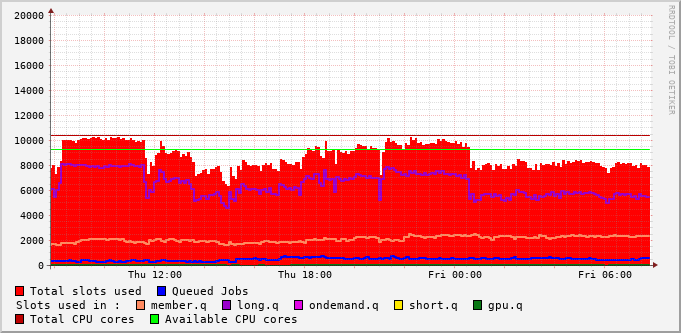 RRDTOOL / TOBI OETIKER
20000
18000
16000
14000
12000
10000
8000
6000
4000
2000
0
Thu 12:00 Thu 18:00 Fri 00:00 Fri 06:00
Total slots used Queued Jobs
Slots used in : member.q long.q ondemand.q short.q gpu.q
Total CPU cores Available CPU cores